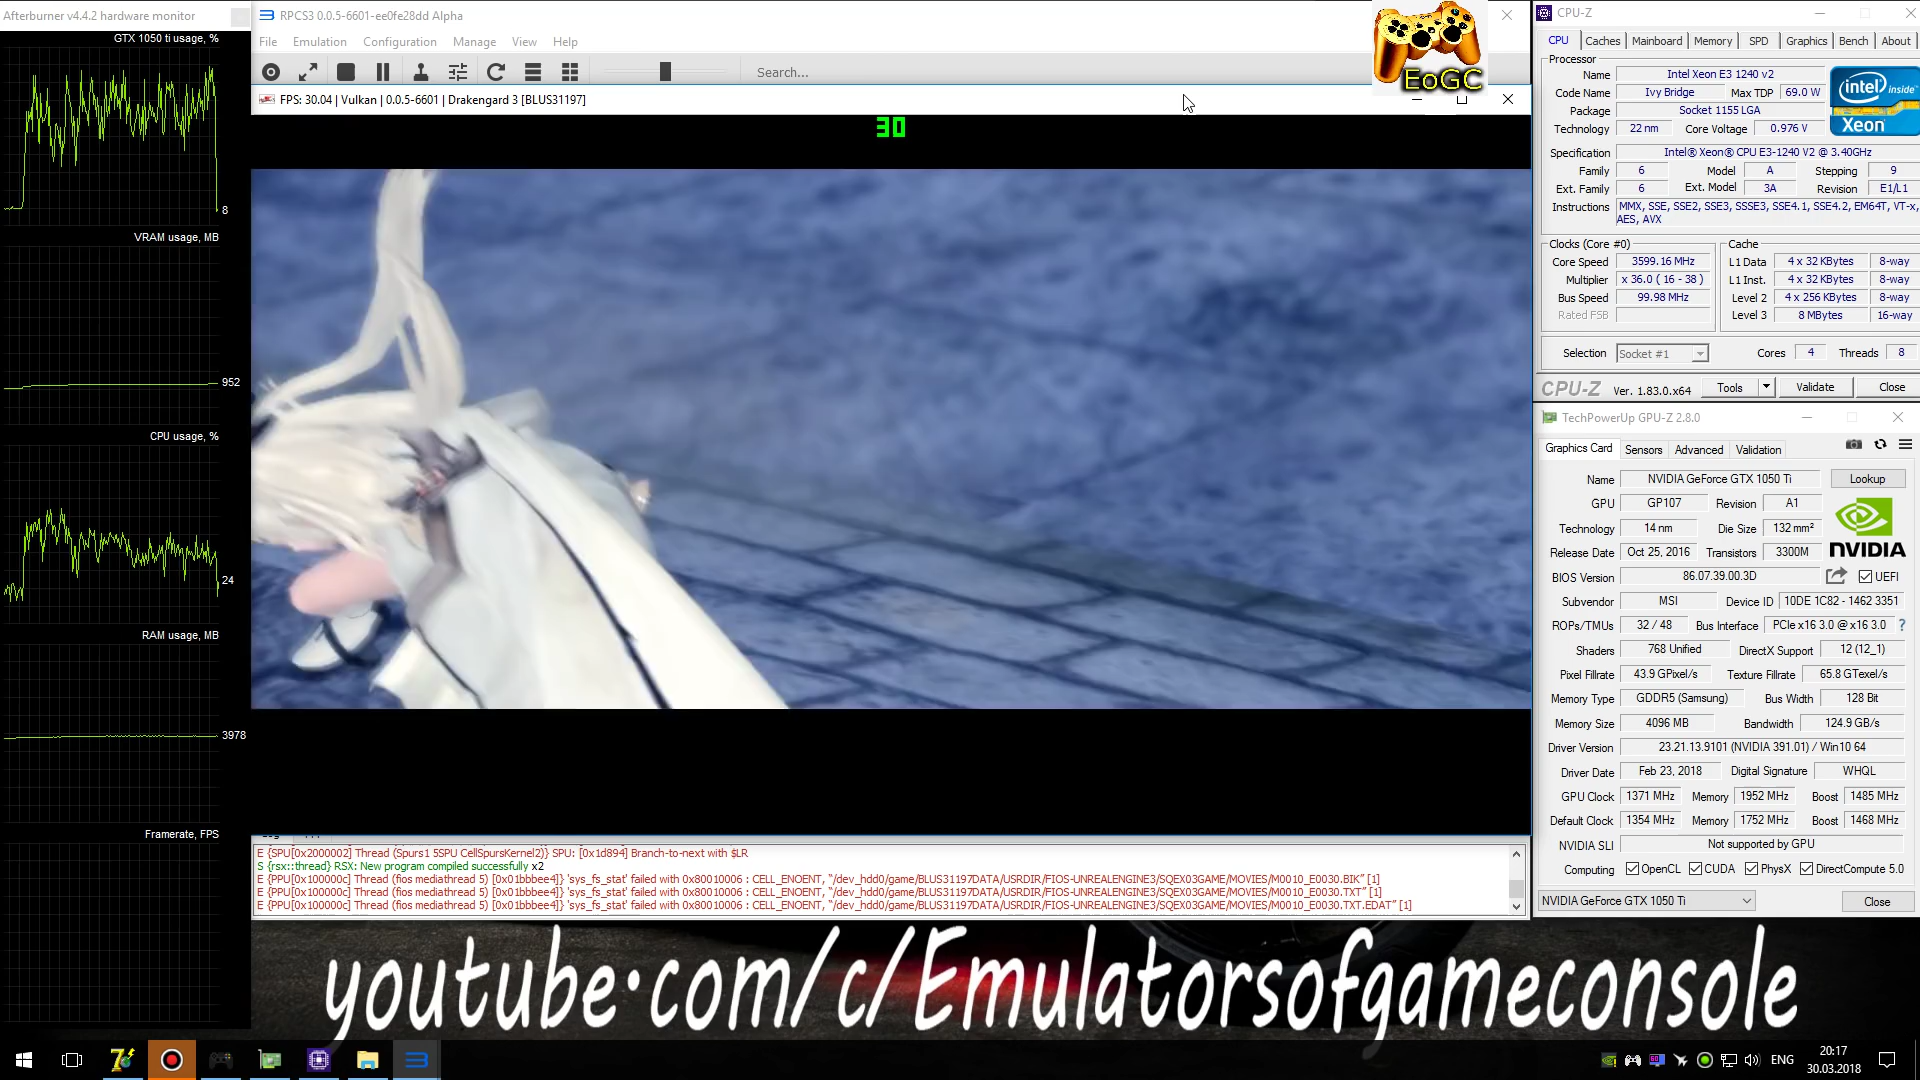 Afterburner v4.4.2 hardware monitor
GTX 1050 ti usage, %
8
VRAM usage, MB
952
CPU usage, %
24
RAM usage, MB
3978
Framerate, FPS
RPCS3 0.0.5-6601-ee0fe28dd Alpha
File Emulation Configuration Manage View Help
Search...
EoGC
FPS: 30.04 | Vulkan | 0.0.5-6601 | Drakengard 3 [BLUS31197]
30
E {SPU[0x2000002] Thread (Spurs1 5SPU CellSpursKernel2)} SPU: [0x1d894] Branch-to-next with $LR
S {rsx::thread} RSX: New program compiled successfully x2
E {PPU[0x100000c] Thread (fios mediathread 5) [0x01bbbee4]} 'sys_fs_stat' failed with 0x80010006 : CELL_ENOENT, “/dev_hdd0/game/BLUS31197DATA/USRDIR/FIOS-UNREALENGINE3/SQEX03GAME/MOVIES/M0010_E0030.BIK” [1]
E {PPU[0x100000c] Thread (fios mediathread 5) [0x01bbbee4]} 'sys_fs_stat' failed with 0x80010006 : CELL_ENOENT, “/dev_hdd0/game/BLUS31197DATA/USRDIR/FIOS-UNREALENGINE3/SQEX03GAME/MOVIES/M0010_E0030.TXT” [1]
E {PPU[0x100000c] Thread (fios mediathread 5) [0x01bbbee4]} 'sys_fs_stat' failed with 0x80010006 : CELL_ENOENT, “/dev_hdd0/game/BLUS31197DATA/USRDIR/FIOS-UNREALENGINE3/SQEX03GAME/MOVIES/M0010_E0030.TXT.EDAT” [1]
youtube.com/c/Emulatorsofgameconsole
CPU-Z
CPU Caches Mainboard Memory SPD Graphics Bench About
Processor
Name Intel Xeon E3 1240 v2
Code Name Ivy Bridge Max TDP 69.0 W
Package Socket 1155 LGA
Technology 22 nm Core Voltage 0.976 V
intel inside™
Xeon
Specification Intel® Xeon® CPU E3-1240 V2 @ 3.40GHz
Family 6 Model A Stepping 9
Ext. Family 6 Ext. Model 3A Revision E1/L1
Instructions MMX, SSE, SSE2, SSE3, SSSE3, SSE4.1, SSE4.2, EM64T, VT-x,
AES, AVX
Clocks (Core #0) Cache
Core Speed 3599.16 MHz L1 Data 4 x 32 KBytes 8-way
Multiplier x 36.0 ( 16 - 38 ) L1 Inst. 4 x 32 KBytes 8-way
Bus Speed 99.98 MHz Level 2 4 x 256 KBytes 8-way
Rated FSB Level 3 8 MBytes 16-way
Selection Socket #1 Cores 4 Threads 8
CPU-Z Ver. 1.83.0.x64 Tools Validate Close
TechPowerUp GPU-Z 2.8.0
Graphics Card Sensors Advanced Validation
Name NVIDIA GeForce GTX 1050 Ti Lookup
GPU GP107 Revision A1
Technology 14 nm Die Size 132 mm²
Release Date Oct 25, 2016 Transistors 3300M
NVIDIA
BIOS Version 86.07.39.00.3D UEFI
Subvendor MSI Device ID 10DE 1C82 - 1462 3351
ROPs/TMUs 32 / 48 Bus Interface PCIe x16 3.0 @ x16 3.0 ?
Shaders 768 Unified DirectX Support 12 (12_1)
Pixel Fillrate 43.9 GPixel/s Texture Fillrate 65.8 GTexel/s
Memory Type GDDR5 (Samsung) Bus Width 128 Bit
Memory Size 4096 MB Bandwidth 124.9 GB/s
Driver Version 23.21.13.9101 (NVIDIA 391.01) / Win10 64
Driver Date Feb 23, 2018 Digital Signature WHQL
GPU Clock 1371 MHz Memory 1952 MHz Boost 1485 MHz
Default Clock 1354 MHz Memory 1752 MHz Boost 1468 MHz
NVIDIA SLI Not supported by GPU
Computing OpenCL CUDA PhysX DirectCompute 5.0
NVIDIA GeForce GTX 1050 Ti Close
ENG
20:17
30.03.2018